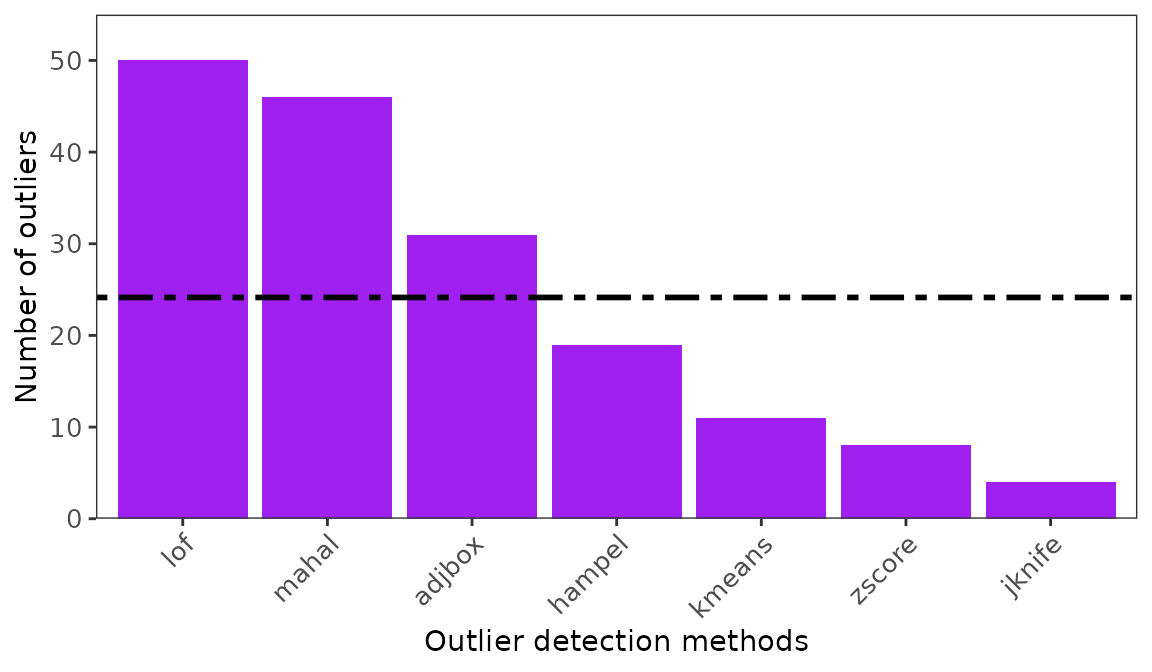 Number of outliers
50
40
30
20
10
0
lof
mahal
adjbox
hampel
kmeans
zscore
jknife
Outlier detection methods